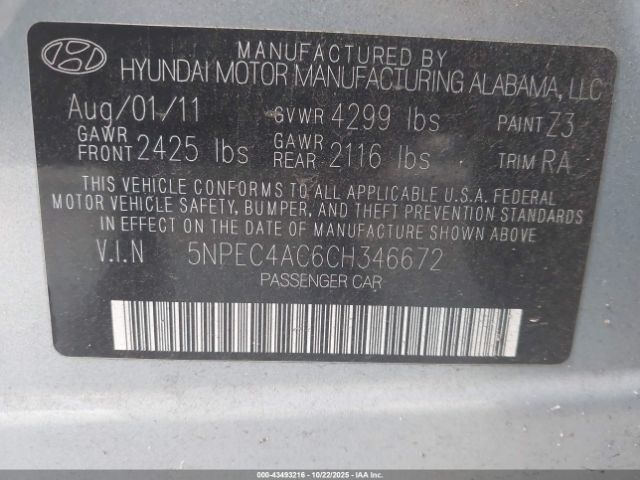 MANUFACTURED BY
HYUNDAI MOTOR MANUFACTURING ALABAMA, LLC
Aug/01/11 GVWR 4299 lbs PAINT Z3
GAWR FRONT 2425 lbs GAWR REAR 2116 lbs TRIM RA
THIS VEHICLE CONFORMS TO ALL APPLICABLE U.S.A. FEDERAL
MOTOR VEHICLE SAFETY, BUMPER, AND THEFT PREVENTION STANDARDS
IN EFFECT ON THE DATE OF MANUFACTURE SHOWN ABOVE.
V.I.N 5NPEC4AC6CH346672
PASSENGER CAR
000-43493216 - 10/22/2025 - COPYRIGHT © IAA, LLC.